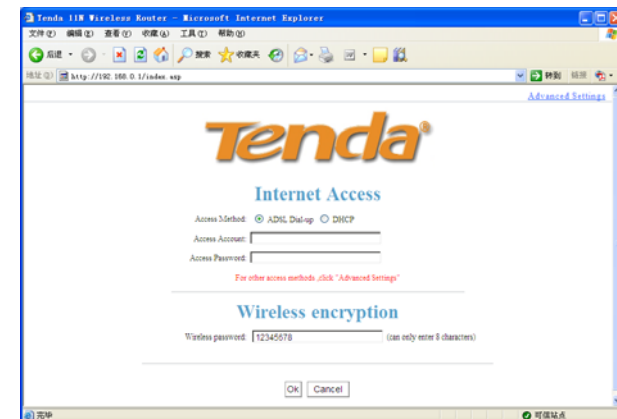 Tenda 11N Wireless Router - Microsoft Internet Explorer
文件(F) 编辑(E) 查看(V) 收藏(A) 工具(T) 帮助(H)
后退 搜索 收藏夹
地址(D) http://192.168.0.1/index.asp 转到 链接
Advanced Settings
Tenda®
Internet Access
Access Method: ADSL Dial-up DHCP
Access Account:
Access Password:
For other access methods ,click "Advanced Settings"
Wireless encryption
Wireless password: 12345678 (can only enter 8 characters)
Ok Cancel
完毕 可信站点